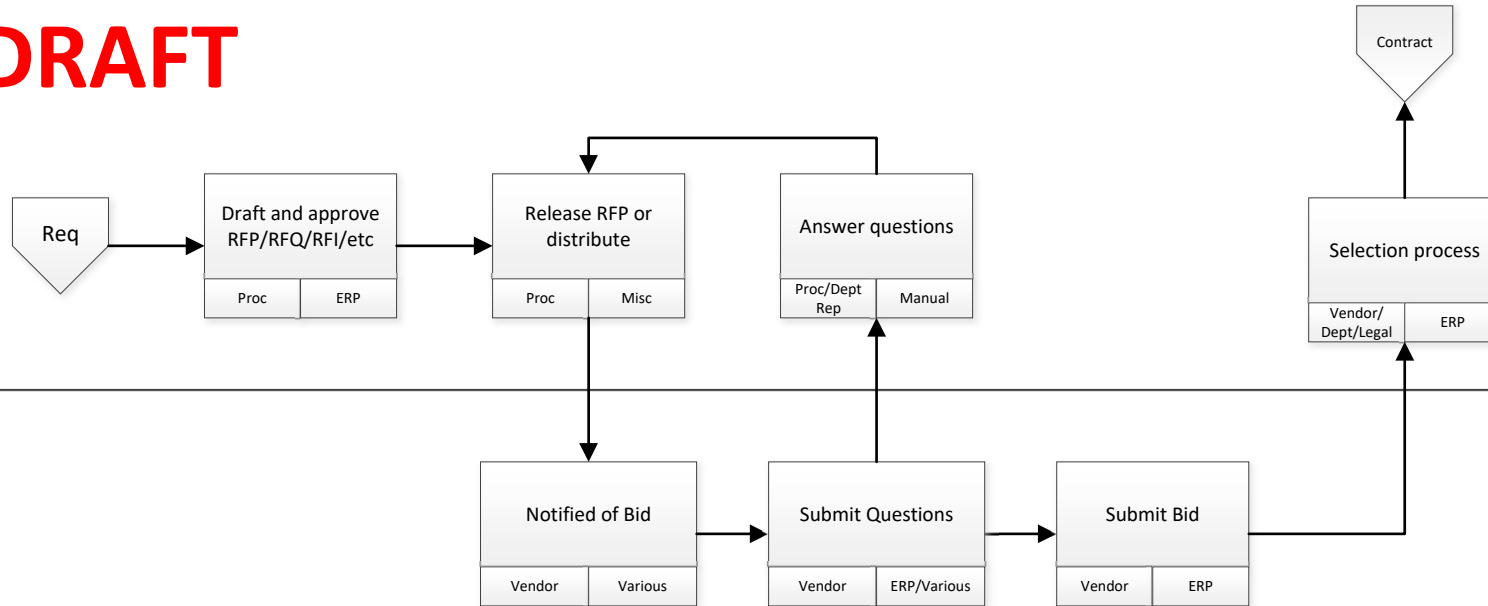 DRAFT
Contract
Req
Draft and approve
RFP/RFQ/RFI/etc
Proc
ERP
Release RFP or
distribute
Proc
Misc
Answer questions
Proc/Dept
Rep
Manual
Selection process
Vendor/
Dept/Legal
ERP
Notified of Bid
Vendor
Various
Submit Questions
Vendor
ERP/Various
Submit Bid
Vendor
ERP